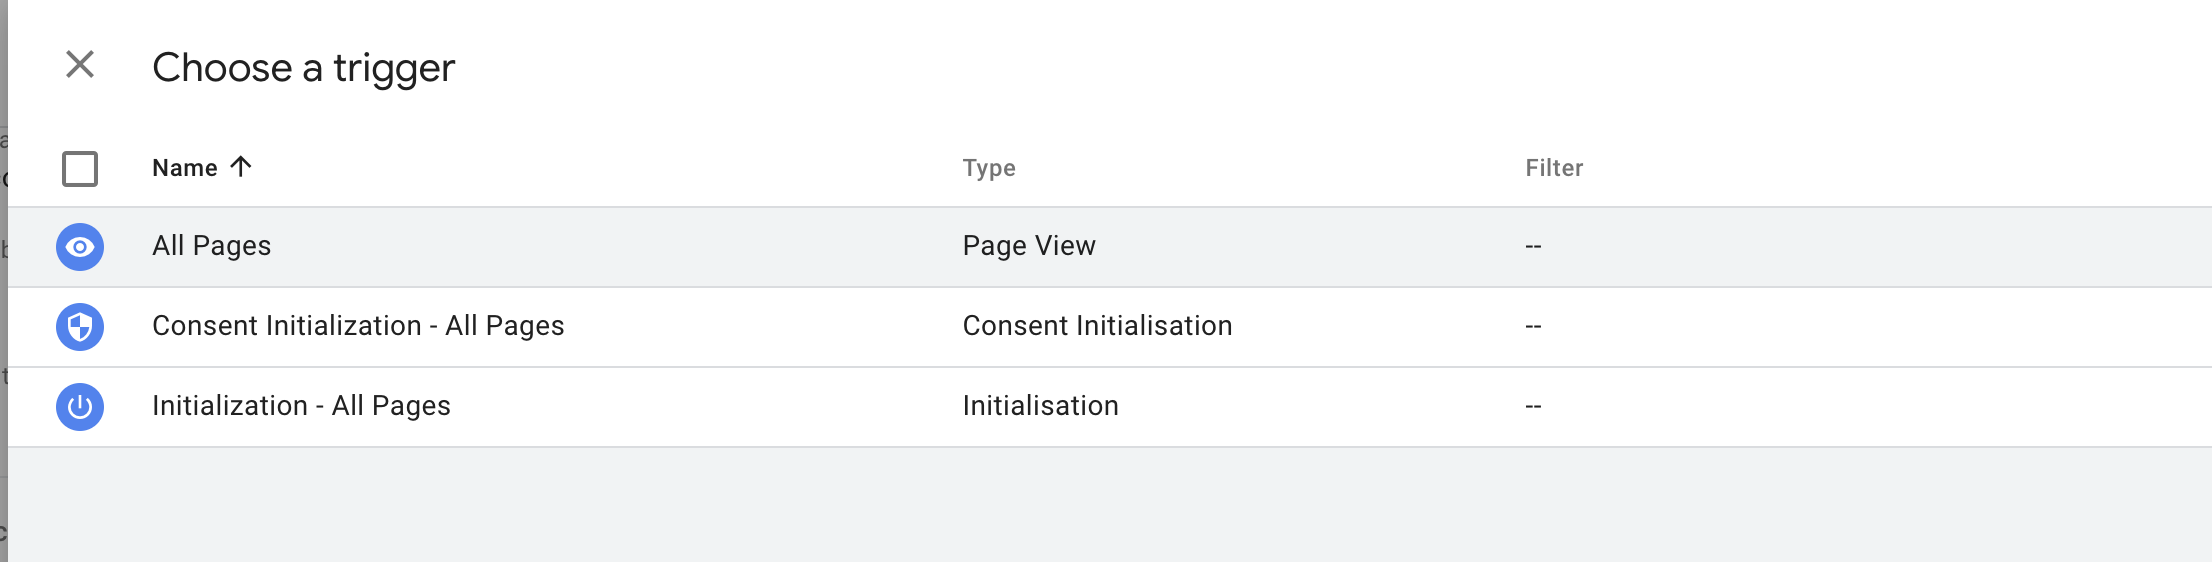 Choose a trigger
Name Type Filter
All Pages Page View --
Consent Initialization - All Pages Consent Initialisation --
Initialization - All Pages Initialisation --